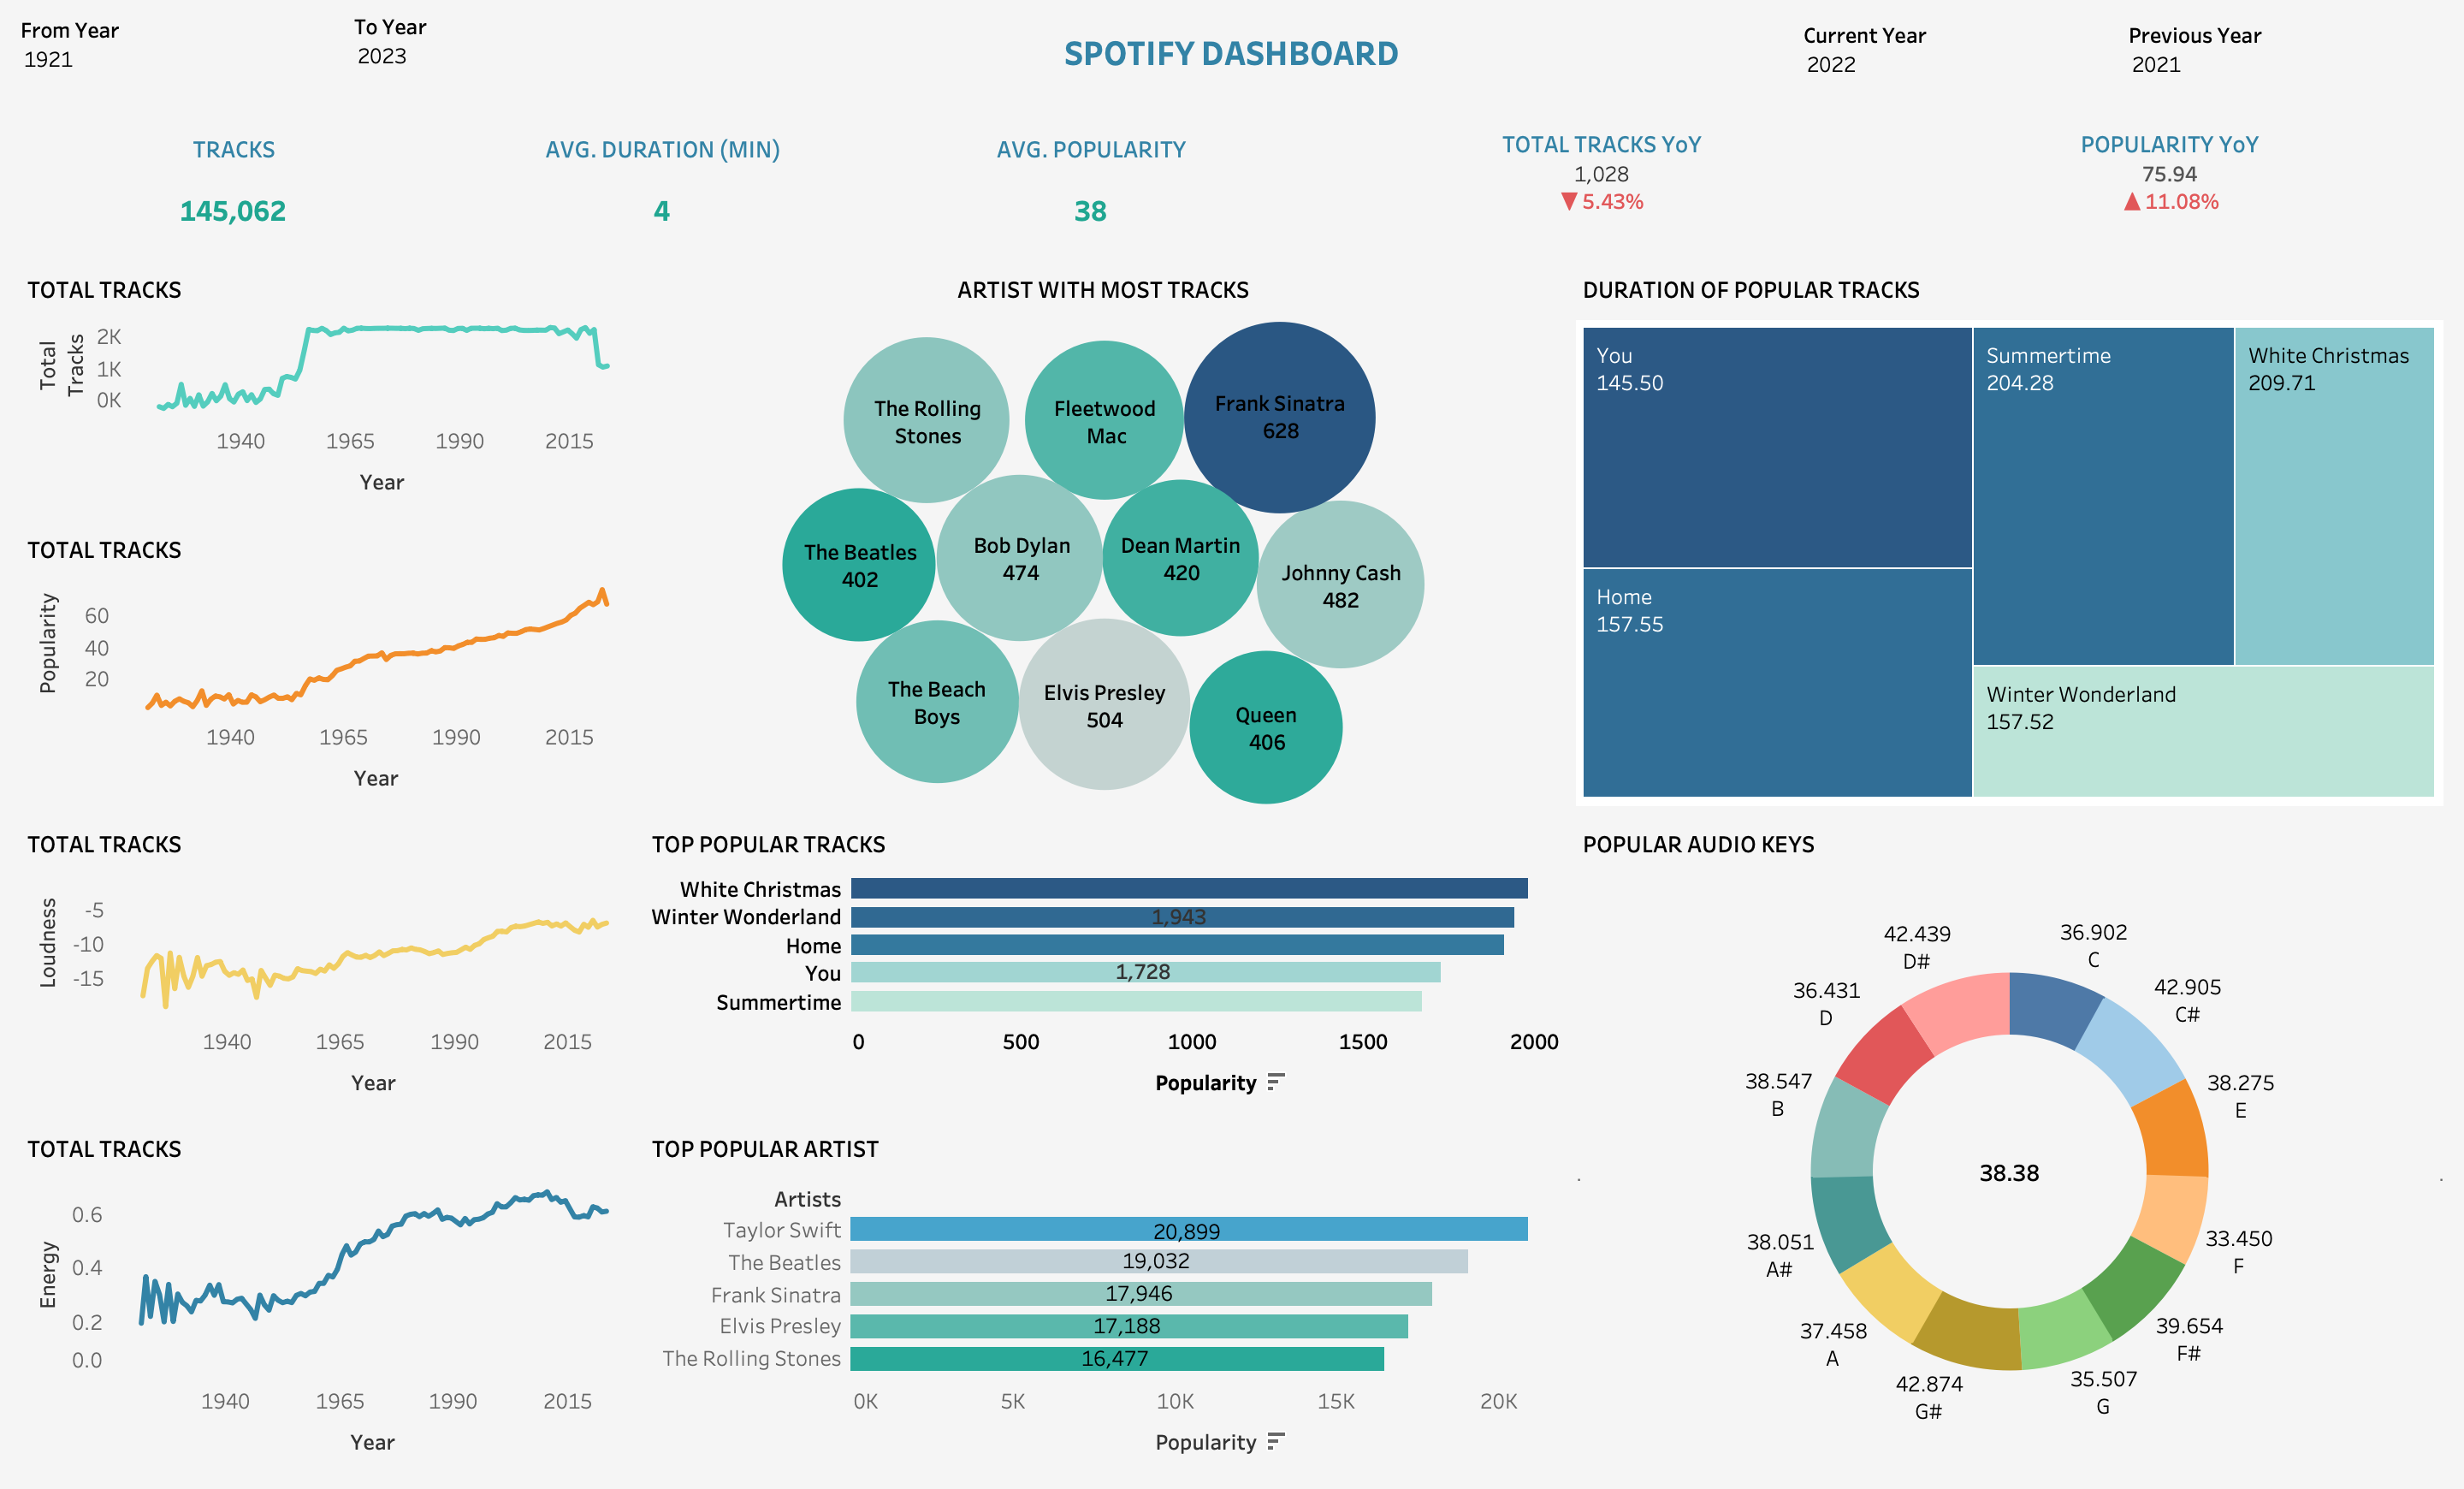 From Year
1921
To Year
2023
SPOTIFY DASHBOARD
Current Year
2022
Previous Year
2021
TRACKS
145,062
AVG. DURATION (MIN)
4
AVG. POPULARITY
38
TOTAL TRACKS YoY
1,028
▼ 5.43%
POPULARITY YoY
75.94
▲ 11.08%
TOTAL TRACKS
Total
Tracks
2K
1K
0K
1940 1965 1990 2015
Year
TOTAL TRACKS
Popularity
60
40
20
1940 1965 1990 2015
Year
TOTAL TRACKS
Loudness
-5
-10
-15
1940 1965 1990 2015
Year
TOTAL TRACKS
Energy
0.6
0.4
0.2
0.0
1940 1965 1990 2015
Year
ARTIST WITH MOST TRACKS
The Rolling
Stones
Fleetwood
Mac
Frank Sinatra
628
The Beatles
402
Bob Dylan
474
Dean Martin
420
Johnny Cash
482
The Beach
Boys
Elvis Presley
504
Queen
406
TOP POPULAR TRACKS
White Christmas
Winter Wonderland 1,943
Home
You 1,728
Summertime
0 500 1000 1500 2000
Popularity
TOP POPULAR ARTIST
Artists
Taylor Swift 20,899
The Beatles 19,032
Frank Sinatra 17,946
Elvis Presley 17,188
The Rolling Stones 16,477
0K 5K 10K 15K 20K
Popularity
DURATION OF POPULAR TRACKS
You
145.50
Home
157.55
Summertime
204.28
White Christmas
209.71
Winter Wonderland
157.52
POPULAR AUDIO KEYS
36.902
C
42.905
C#
38.275
E
33.450
F
39.654
F#
35.507
G
42.874
G#
37.458
A
38.051
A#
38.547
B
36.431
D
42.439
D#
38.38